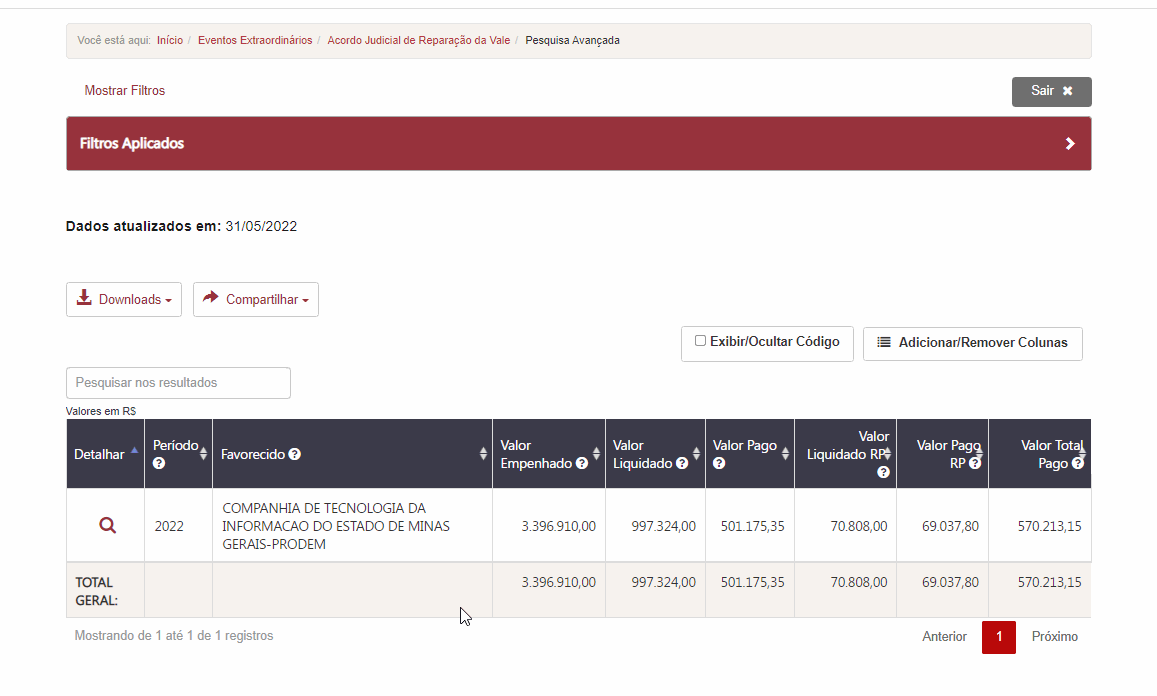 Você está aqui: Início / Eventos Extraordinários / Acordo Judicial de Reparação da Vale / Pesquisa Avançada
Mostrar Filtros
Sair ✖
Filtros Aplicados
Dados atualizados em: 31/05/2022
Downloads
Compartilhar
Exibir/Ocultar Código
Adicionar/Remover Colunas
Pesquisar nos resultados
Valores em R$
Detalhar
Período
Favorecido
Valor
Empenhado
Valor
Liquidado
Valor Pago
Valor
Liquidado RP
Valor Pago
RP
Valor Total
Pago
2022
COMPANHIA DE TECNOLOGIA DA
INFORMACAO DO ESTADO DE MINAS
GERAIS-PRODEM
3.396.910,00
997.324,00
501.175,35
70.808,00
69.037,80
570.213,15
TOTAL
GERAL:
3.396.910,00
997.324,00
501.175,35
70.808,00
69.037,80
570.213,15
Mostrando de 1 até 1 de 1 registros
Anterior 1 Próximo